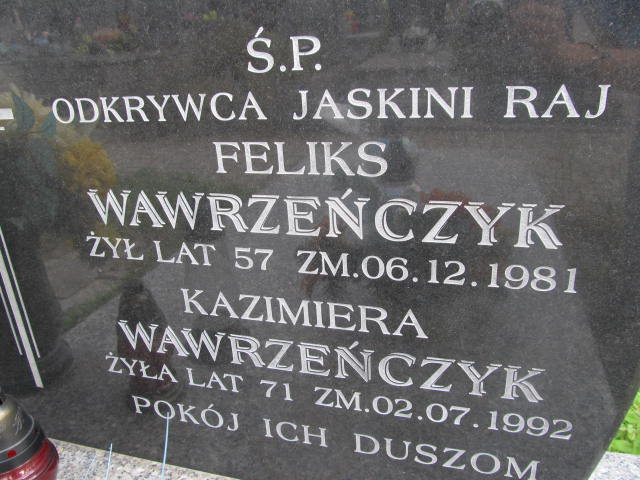 Ś.P.
ODKRYWCA JASKINI RAJ
FELIKS
WAWRZEŃCZYK
ŻYŁ LAT 57 ZM.06.12.1981
KAZIMIERA
WAWRZEŃCZYK
ŻYŁA LAT 71 ZM.02.07.1992
POKÓJ ICH DUSZOM